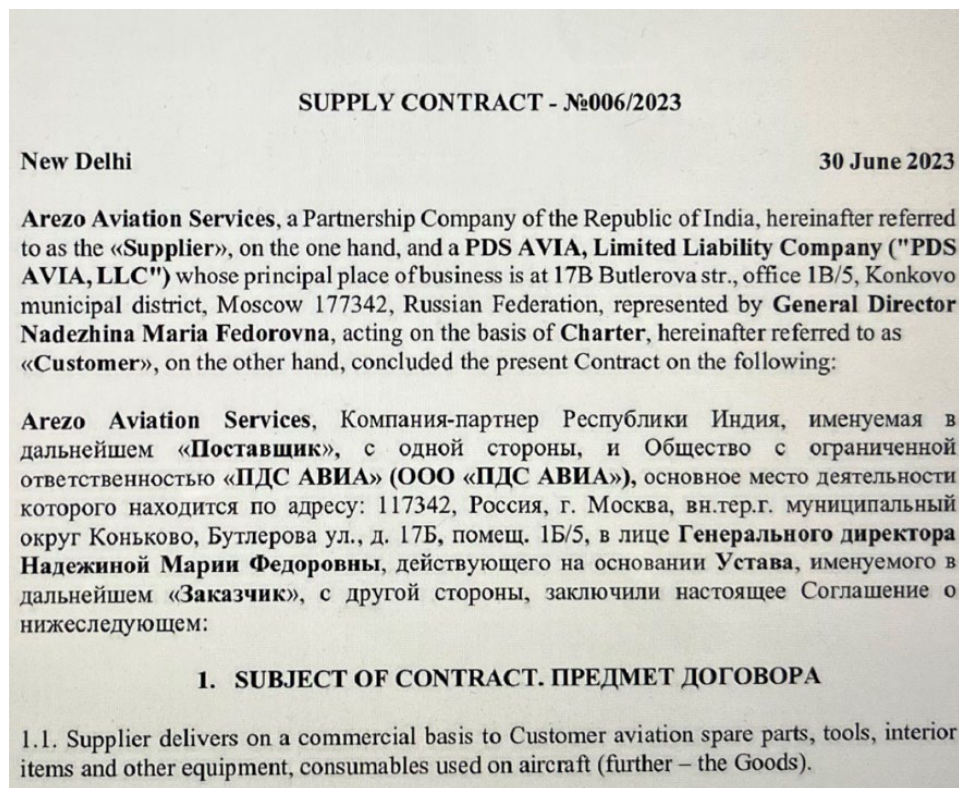 SUPPLY CONTRACT - №006/2023
New Delhi 30 June 2023
Arezo Aviation Services, a Partnership Company of the Republic of India, hereinafter referred
to as the «Supplier», on the one hand, and a PDS AVIA, Limited Liability Company ("PDS
AVIA, LLC") whose principal place of business is at 17B Butlerova str., office 1B/5, Konkovo
municipal district, Moscow 177342, Russian Federation, represented by General Director
Nadezhina Maria Fedorovna, acting on the basis of Charter, hereinafter referred to as
«Customer», on the other hand, concluded the present Contract on the following:
Arezo Aviation Services, Компания-партнер Республики Индия, именуемая в
дальнейшем «Поставщик», с одной стороны, и Общество с ограниченной
ответственностью «ПДС АВИА» (ООО «ПДС АВИА»), основное место деятельности
которого находится по адресу: 117342, Россия, г. Москва, вн.тер.г. муниципальный
округ Коньково, Бутлерова ул., д. 17Б, помещ. 1Б/5, в лице Генерального директора
Надежиной Марии Федоровны, действующего на основании Устава, именуемого в
дальнейшем «Заказчик», с другой стороны, заключили настоящее Соглашение о
нижеследующем:
1. SUBJECT OF CONTRACT. ПРЕДМЕТ ДОГОВОРА
1.1. Supplier delivers on a commercial basis to Customer aviation spare parts, tools, interior
items and other equipment, consumables used on aircraft (further – the Goods).